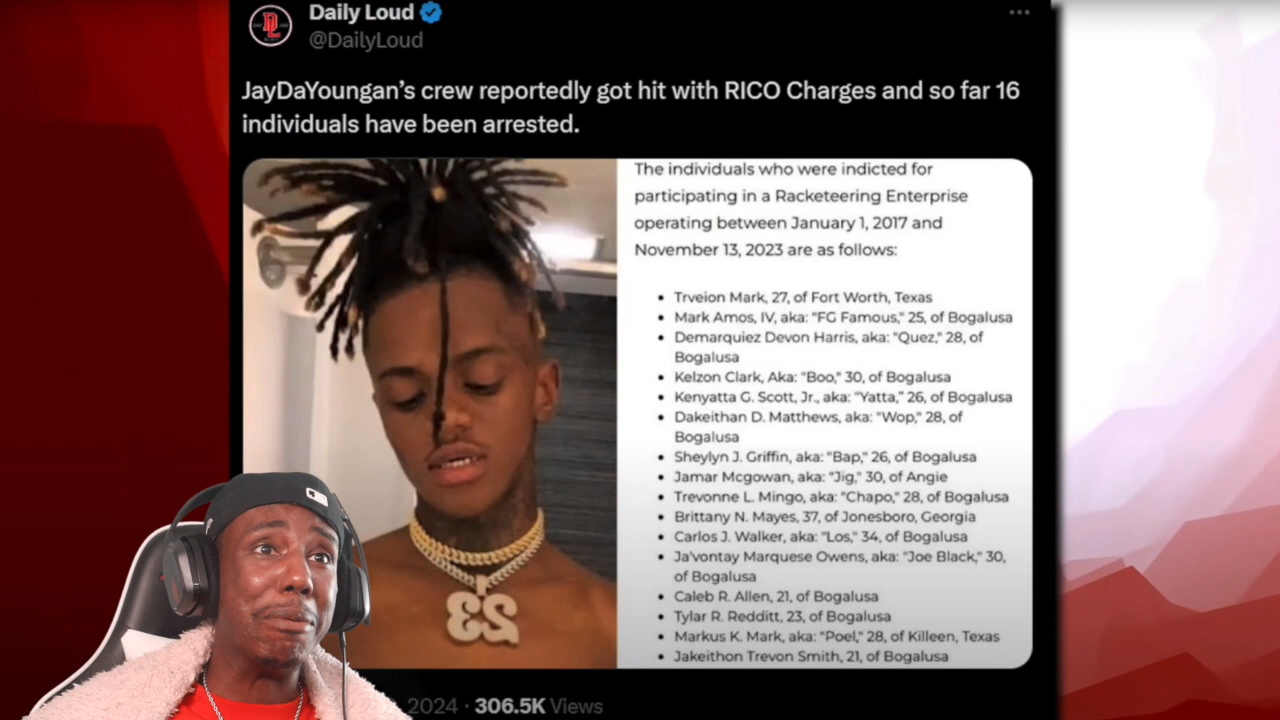 Daily Loud
@DailyLoud
JayDaYoungan’s crew reportedly got hit with RICO Charges and so far 16
individuals have been arrested.
The individuals who were indicted for
participating in a Racketeering Enterprise
operating between January 1, 2017 and
November 13, 2023 are as follows:
• Trveion Mark, 27, of Fort Worth, Texas
• Mark Amos, IV, aka: "FG Famous," 25, of Bogalusa
• Demarquiez Devon Harris, aka: "Quez," 28, of
Bogalusa
• Kelzon Clark, Aka: "Boo," 30, of Bogalusa
• Kenyatta G. Scott, Jr., aka: "Yatta," 26, of Bogalusa
• Dakeithan D. Matthews, aka: "Wop," 28, of
Bogalusa
• Sheylyn J. Griffin, aka: "Bap," 26, of Bogalusa
• Jamar Mcgowan, aka: "Jig," 30, of Angie
• Trevonne L. Mingo, aka: "Chapo," 28, of Bogalusa
• Brittany N. Mayes, 37, of Jonesboro, Georgia
• Carlos J. Walker, aka: "Los," 34, of Bogalusa
• Ja'vontay Marquese Owens, aka: "Joe Black," 30,
of Bogalusa
• Caleb R. Allen, 21, of Bogalusa
• Tylar R. Redditt, 23, of Bogalusa
• Markus K. Mark, aka: "Poel," 28, of Killeen, Texas
• Jakeithon Trevon Smith, 21, of Bogalusa
23
, 2024 · 306.5K Views